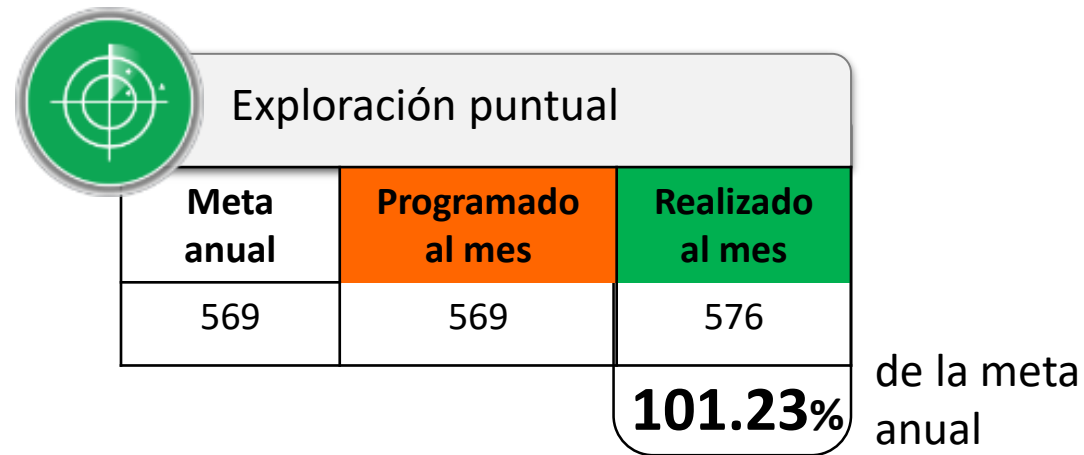 Exploración puntual
Meta anual
Programado al mes
Realizado al mes
569
569
576
101.23%
de la meta
anual